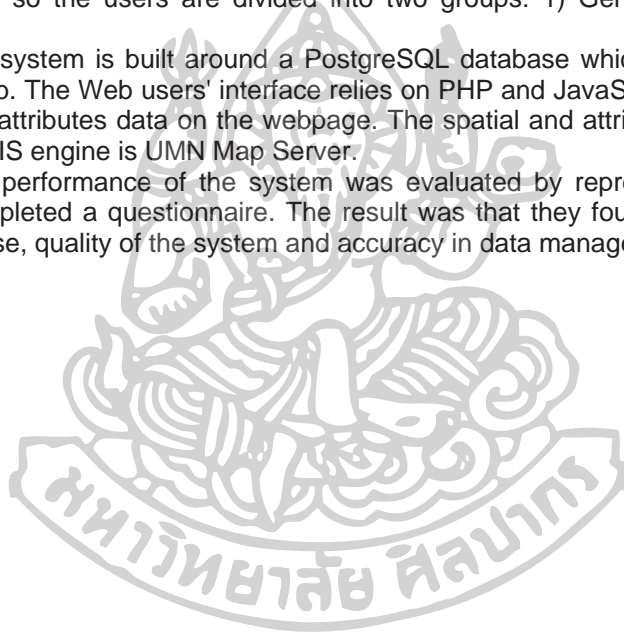 so the users are divided into two groups. 1) Ger
system is built around a PostgreSQL database whic
o. The Web users' interface relies on PHP and JavaS
attributes data on the webpage. The spatial and attri
IS engine is UMN Map Server.
performance of the system was evaluated by repre
pleted a questionnaire. The result was that they fou
se, quality of the system and accuracy in data manage
มหาวิทยาลัย ศิลปากร